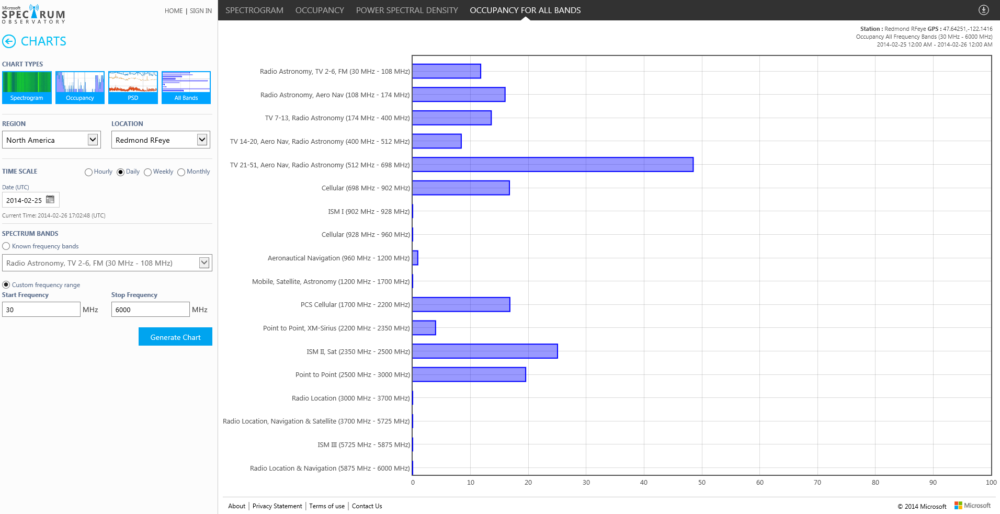 Microsoft
SPECTRUM
OBSERVATORY
HOME | SIGN IN
CHARTS
CHART TYPES
Spectrogram
Occupancy
PSD
All Bands
REGION
LOCATION
North America
Redmond RFeye
TIME SCALE
Hourly
Daily
Weekly
Monthly
Date (UTC)
2014-02-25
Current Time: 2014-02-26 17:02:48 (UTC)
SPECTRUM BANDS
Known frequency bands
Radio Astronomy, TV 2-6, FM (30 MHz - 108 MHz)
Custom frequency range
Start Frequency
Stop Frequency
30 MHz
6000 MHz
Generate Chart
SPECTROGRAM
OCCUPANCY
POWER SPECTRAL DENSITY
OCCUPANCY FOR ALL BANDS
Station : Redmond RFeye GPS : 47.64251,-122.1416
Occupancy All Frequency Bands (30 MHz - 6000 MHz)
2014-02-25 12:00 AM - 2014-02-26 12:00 AM
Radio Astronomy, TV 2-6, FM (30 MHz - 108 MHz)
Radio Astronomy, Aero Nav (108 MHz - 174 MHz)
TV 7-13, Radio Astronomy (174 MHz - 400 MHz)
TV 14-20, Aero Nav, Radio Astronomy (400 MHz - 512 MHz)
TV 21-51, Aero Nav, Radio Astronomy (512 MHz - 698 MHz)
Cellular (698 MHz - 902 MHz)
ISM I (902 MHz - 928 MHz)
Cellular (928 MHz - 960 MHz)
Aeronautical Navigation (960 MHz - 1200 MHz)
Mobile, Satellite, Astronomy (1200 MHz - 1700 MHz)
PCS Cellular (1700 MHz - 2200 MHz)
Point to Point, XM-Sirius (2200 MHz - 2350 MHz)
ISM II, Sat (2350 MHz - 2500 MHz)
Point to Point (2500 MHz - 3000 MHz)
Radio Location (3000 MHz - 3700 MHz)
Radio Location, Navigation & Satellite (3700 MHz - 5725 MHz)
ISM III (5725 MHz - 5875 MHz)
Radio Location & Navigation (5875 MHz - 6000 MHz)
0 10 20 30 40 50 60 70 80 90 100
About | Privacy Statement | Terms of use | Contact Us
© 2014 Microsoft
Microsoft